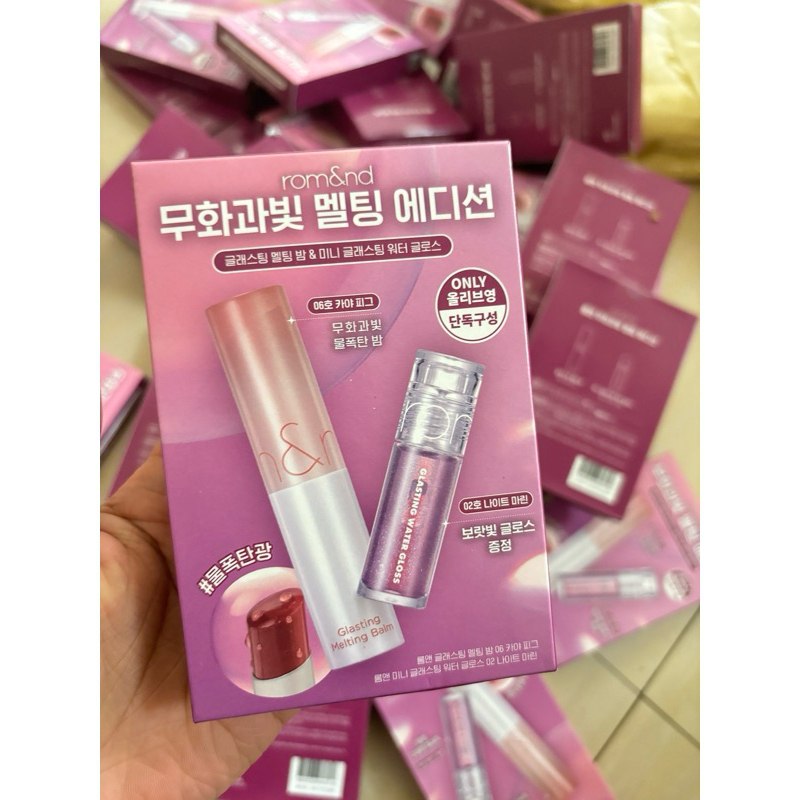 rom&nd
무화과빛 멜팅 에디션
글래스팅 멜팅 밤 & 미니 글래스팅 워터 글로스
ONLY
올리브영
단독구성
06호 카야 피그
무화과빛
물폭탄 밤
n&r
rom
GLASTING WATER GLOSS
02호 나이트 마린
보랏빛 글로스
증정
#물폭탄광
Glasting
Melting Balm
롬앤 글래스팅 멜팅 밤 06 카야 피그
롬앤 미니 글래스팅 워터 글로스 02 나이트 마린